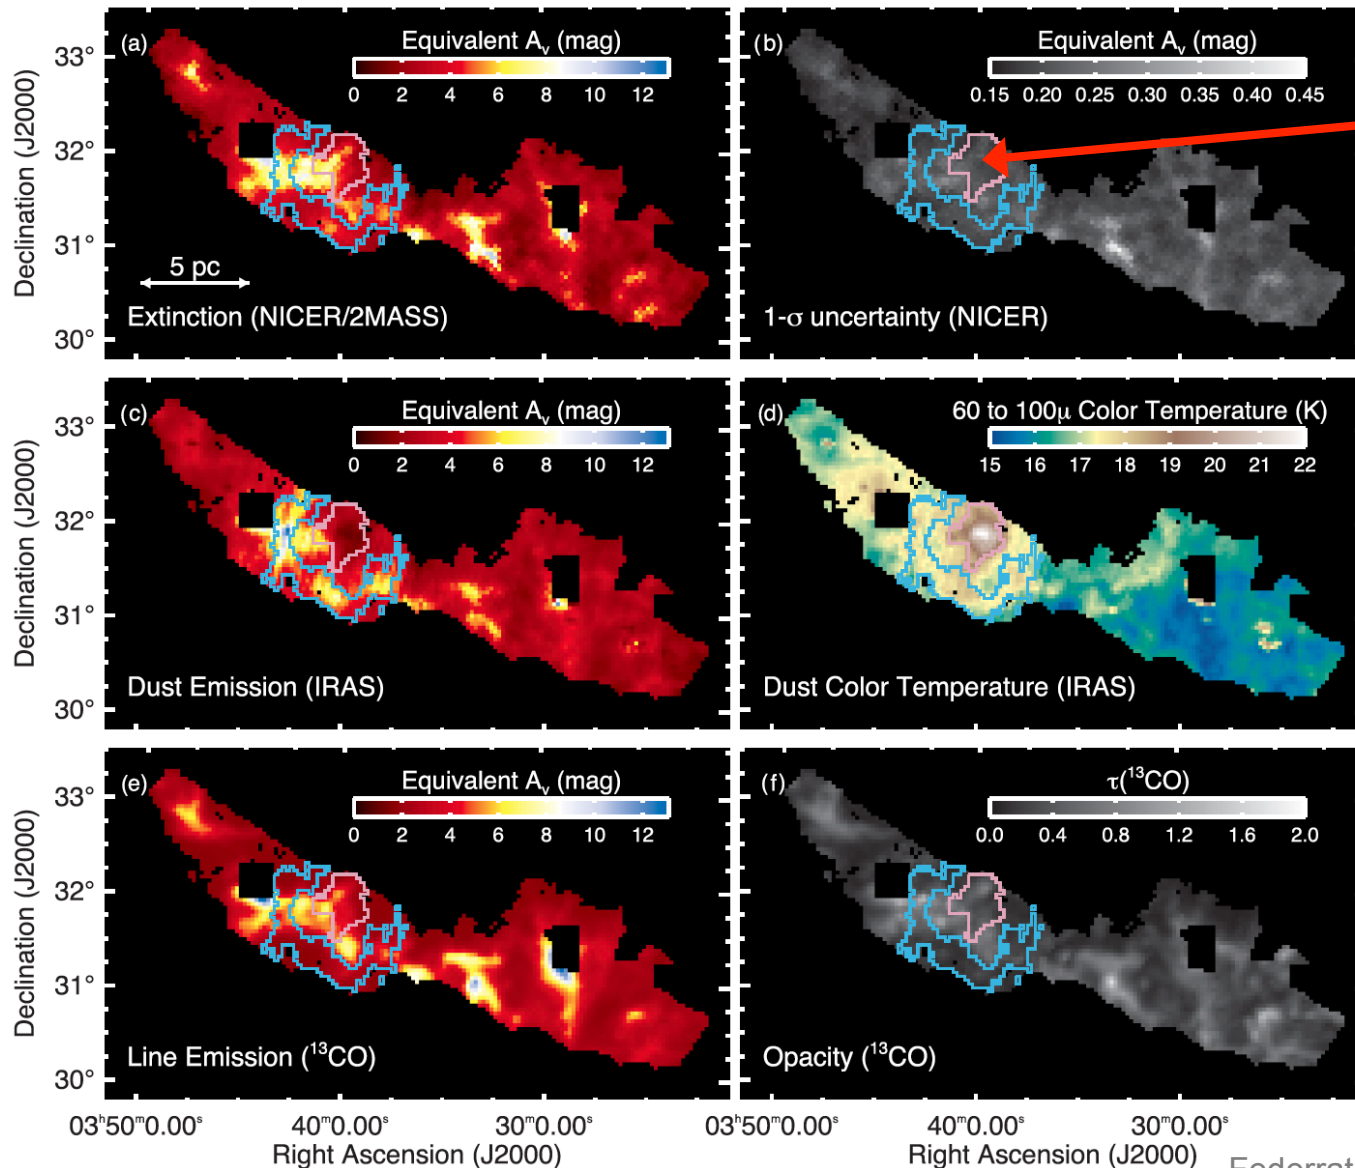 (a) Equivalent Aᵥ (mag)
0 2 4 6 8 10 12
33°
32°
31°
30°
Declination (J2000)
5 pc
Extinction (NICER/2MASS)
(b) Equivalent Aᵥ (mag)
0.15 0.20 0.25 0.30 0.35 0.40 0.45
1-σ uncertainty (NICER)
(c) Equivalent Aᵥ (mag)
0 2 4 6 8 10 12
33°
32°
31°
30°
Declination (J2000)
Dust Emission (IRAS)
(d) 60 to 100μ Color Temperature (K)
15 16 17 18 19 20 21 22
Dust Color Temperature (IRAS)
(e) Equivalent Aᵥ (mag)
0 2 4 6 8 10 12
33°
32°
31°
30°
Declination (J2000)
Line Emission (¹³CO)
(f) τ(¹³CO)
0.0 0.4 0.8 1.2 1.6 2.0
Opacity (¹³CO)
03ʰ50ᵐ0.00ˢ 40ᵐ0.00ˢ 30ᵐ0.00ˢ
Right Ascension (J2000)
03ʰ50ᵐ0.00ˢ 40ᵐ0.00ˢ 30ᵐ0.00ˢ
Right Ascension (J2000)